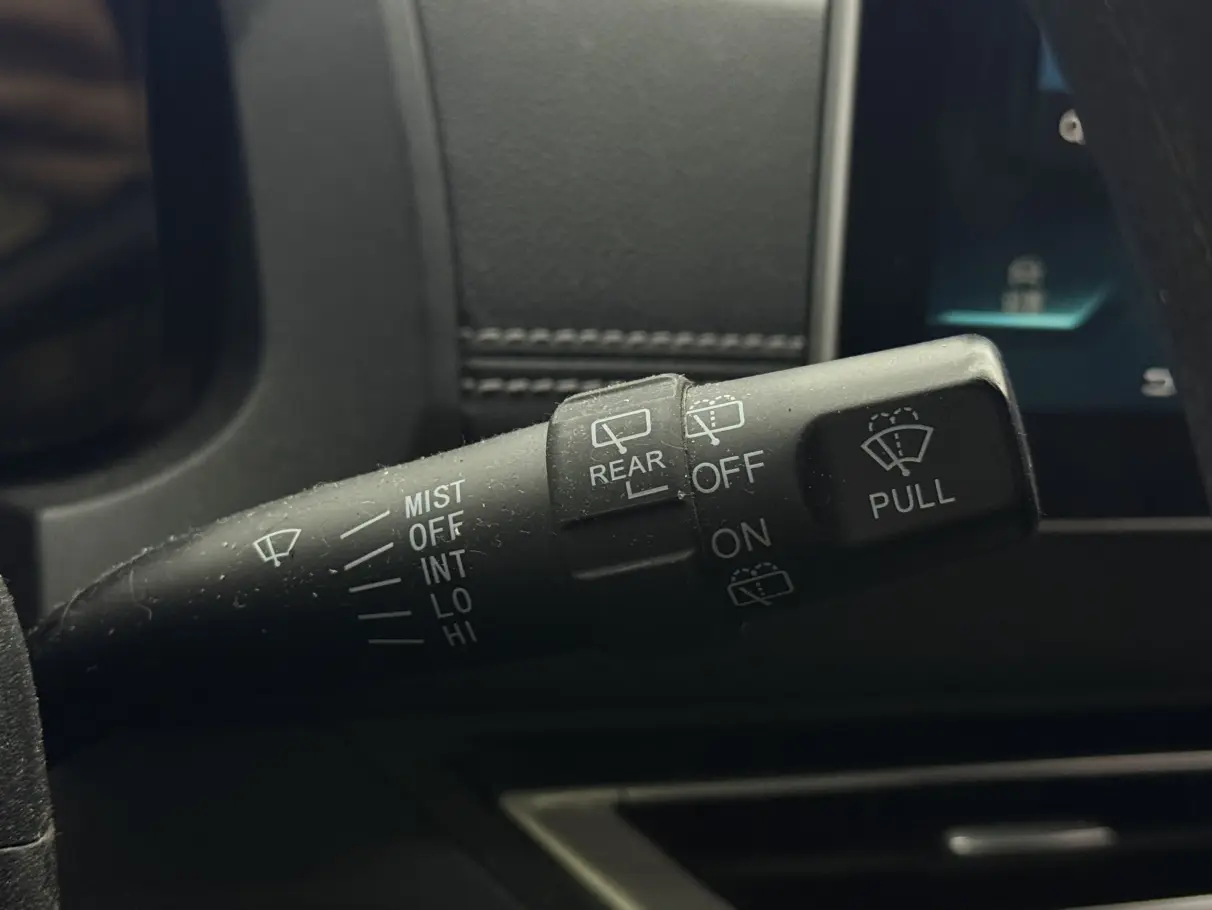 MIST
OFF
INT
LO
HI
REAR
OFF
ON
PULL